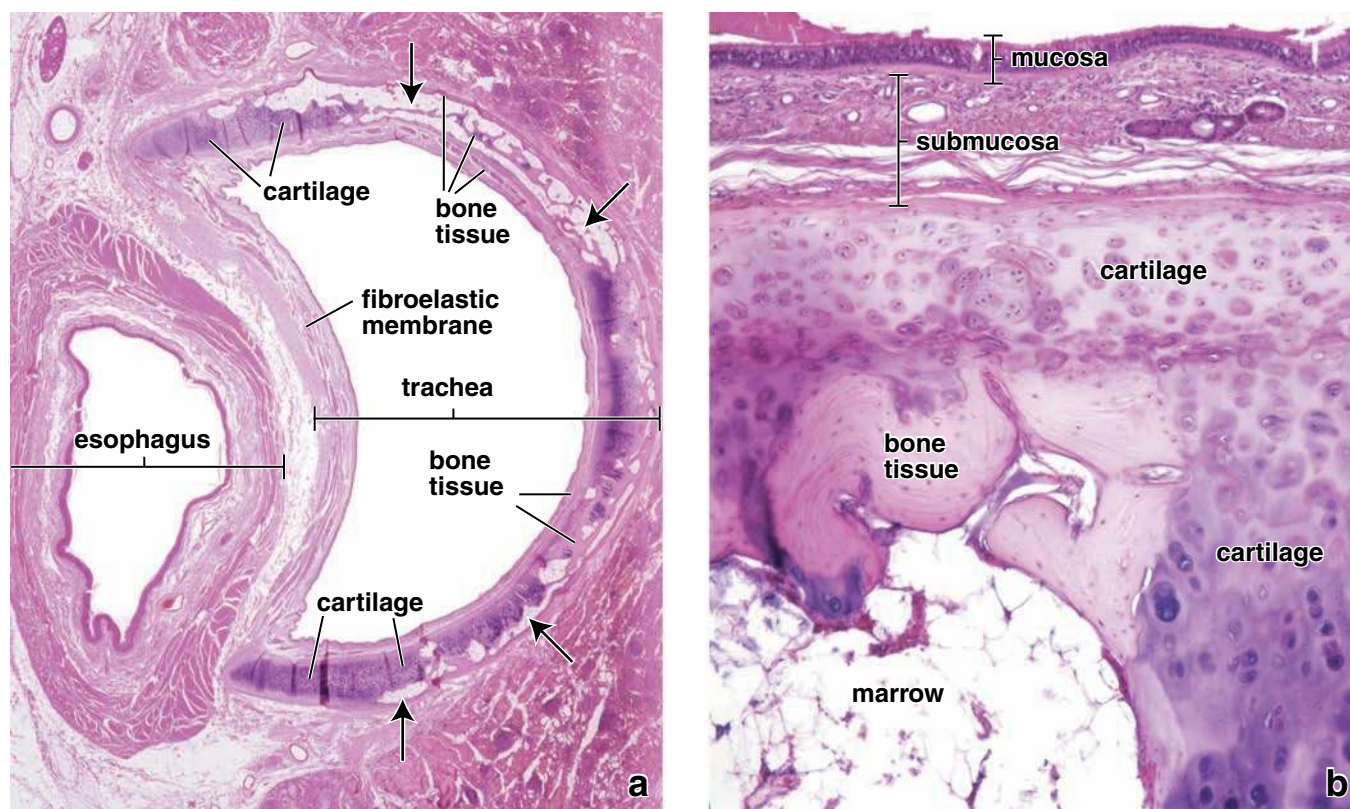 cartilage
bone
tissue
fibroelastic
membrane
trachea
esophagus
bone
tissue
cartilage
a
mucosa
submucosa
cartilage
bone
tissue
cartilage
marrow
b